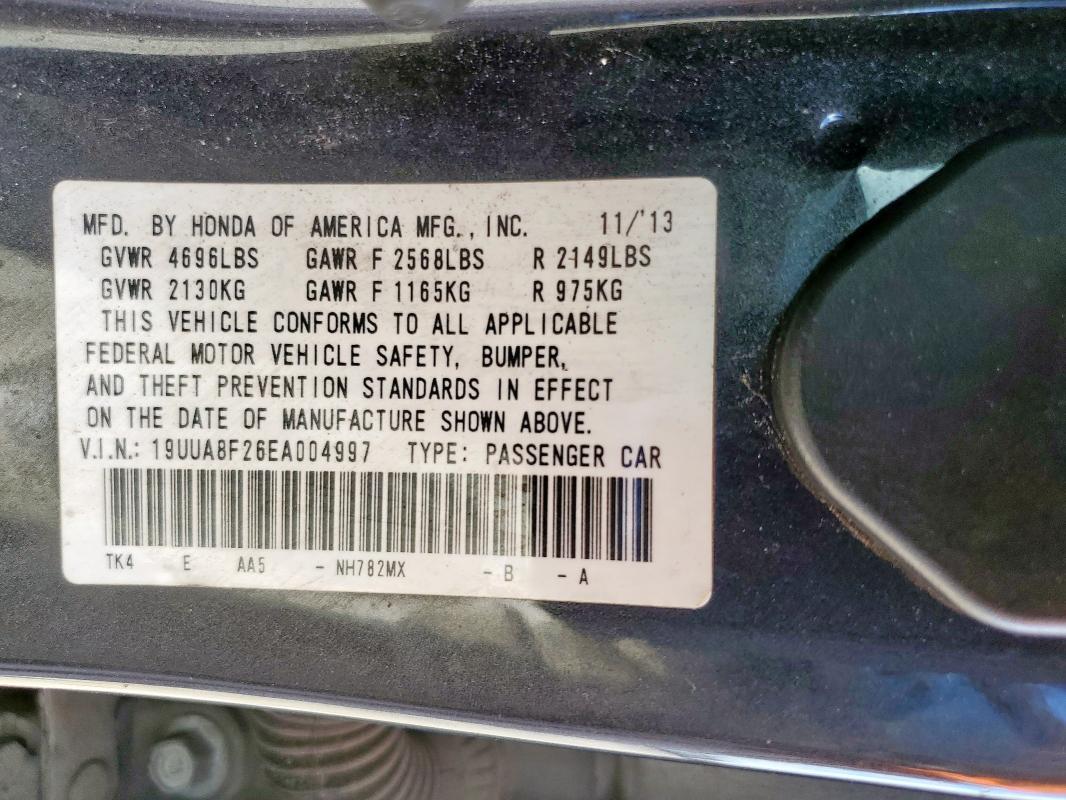 MFD. BY HONDA OF AMERICA MFG., INC. 11/'13
GVWR 4696LBS GAWR F 2568LBS R 2149LBS
GVWR 2130KG GAWR F 1165KG R 975KG
THIS VEHICLE CONFORMS TO ALL APPLICABLE
FEDERAL MOTOR VEHICLE SAFETY, BUMPER,
AND THEFT PREVENTION STANDARDS IN EFFECT
ON THE DATE OF MANUFACTURE SHOWN ABOVE.
V.I.N.: 19UUA8F26EA004997 TYPE: PASSENGER CAR
TK4 E AA5 - NH782MX - B - A